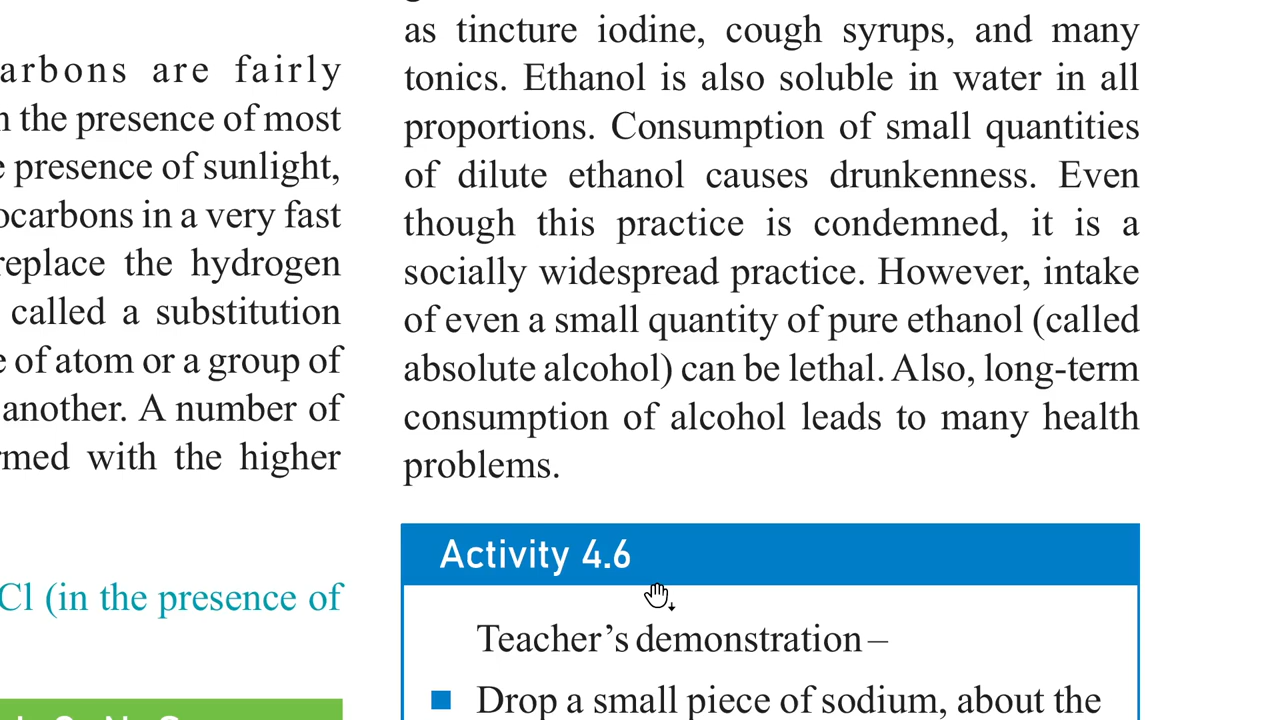 arbons are fairly
the presence of most
presence of sunlight,
ocarbons in a very fast
replace the hydrogen
called a substitution
of atom or a group of
another. A number of
rmed with the higher
Cl (in the presence of
as tincture iodine, cough syrups, and many
tonics. Ethanol is also soluble in water in all
proportions. Consumption of small quantities
of dilute ethanol causes drunkenness. Even
though this practice is condemned, it is a
socially widespread practice. However, intake
of even a small quantity of pure ethanol (called
absolute alcohol) can be lethal. Also, long-term
consumption of alcohol leads to many health
problems.
Activity 4.6
Teacher’s demonstration –
Drop a small piece of sodium, about the